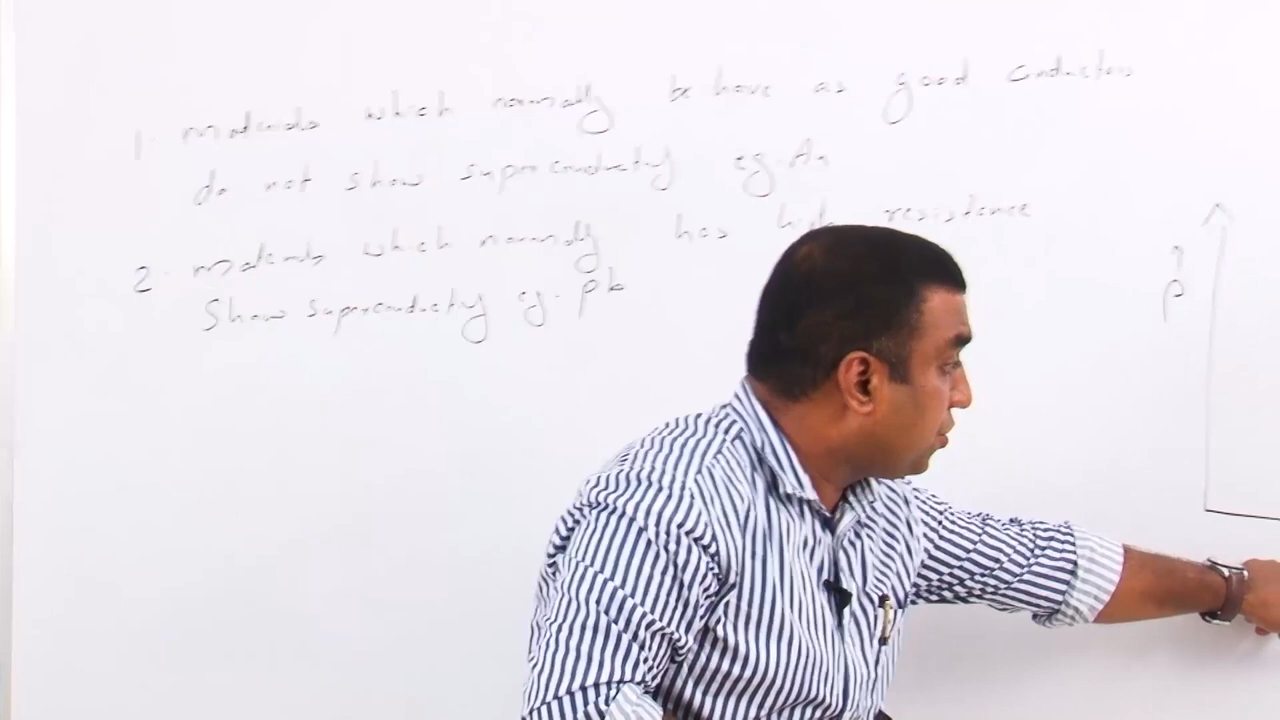 1. materials which normally behave as good conductors
do not show superconductivity eg. Au
2. materials which normally has high resistance
Show superconductivity eg. Pb
ρ